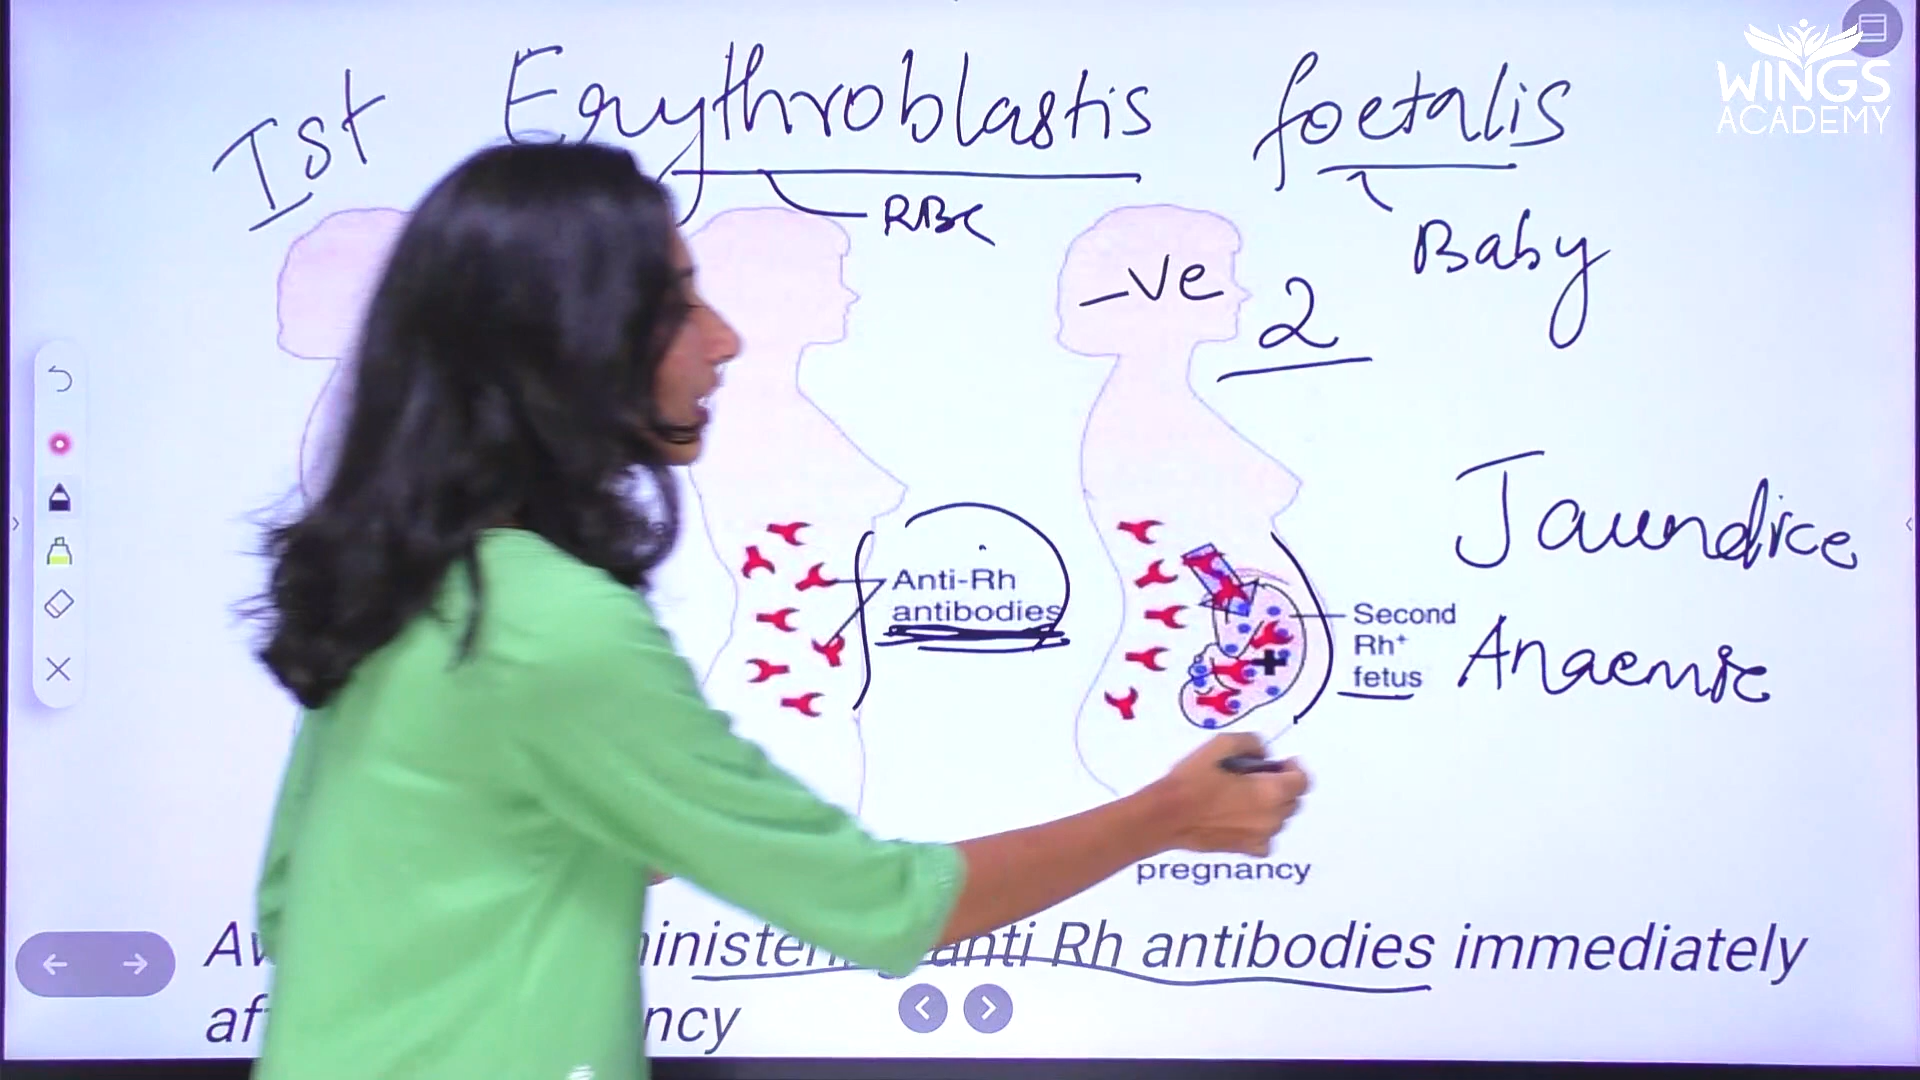 WINGS
ACADEMY
Ist Erythroblastis foetalis
RBC
Baby
-ve
2
Jaundice
Anaemic
Anti-Rh
antibodies
Second
Rh+
fetus
pregnancy
anti Rh antibodies immediately